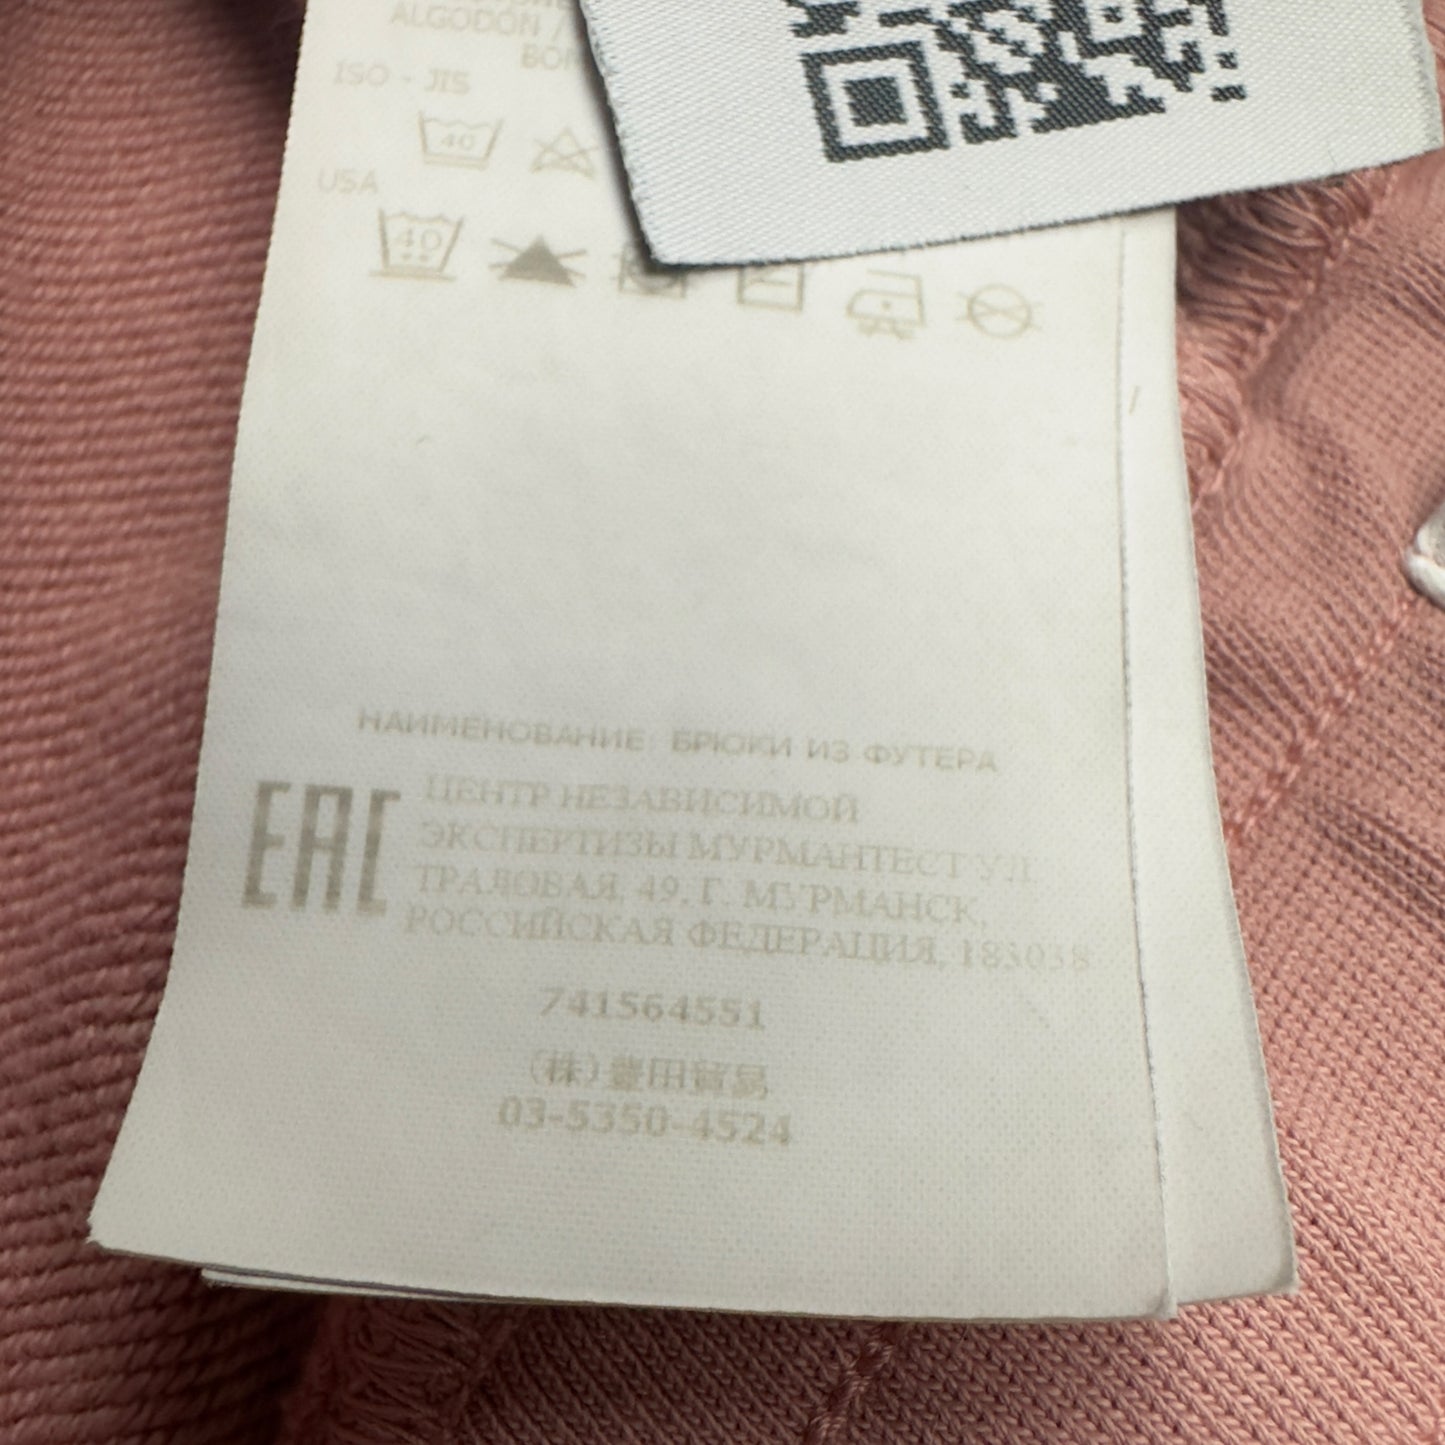 ALGODÓN /
ISO - JIS
40
USA
40
НАИМЕНОВАНИЕ: БРЮКИ ИЗ ФУТЕРА
EAC
ЦЕНТР НЕЗАВИСИМОЙ
ЭКСПЕРТИЗЫ МУРМАНТЕСТ УЛ.
ТРАЛОВАЯ, 49, Г. МУРМАНСК,
РОССИЙСКАЯ ФЕДЕРАЦИЯ, 183038
741564551
(株)豊田貿易
03-5350-4524